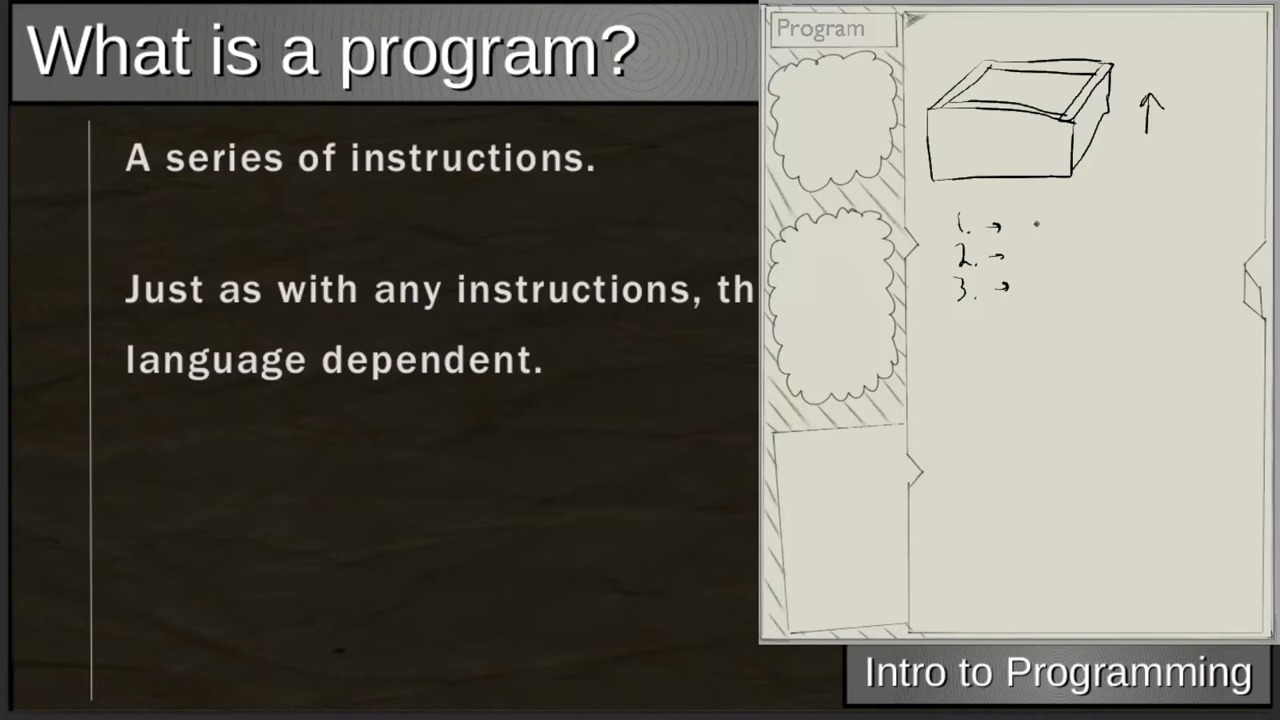 What is a program?
A series of instructions.
Just as with any instructions, th
language dependent.
Program
1. →
2. →
3. →
Intro to Programming